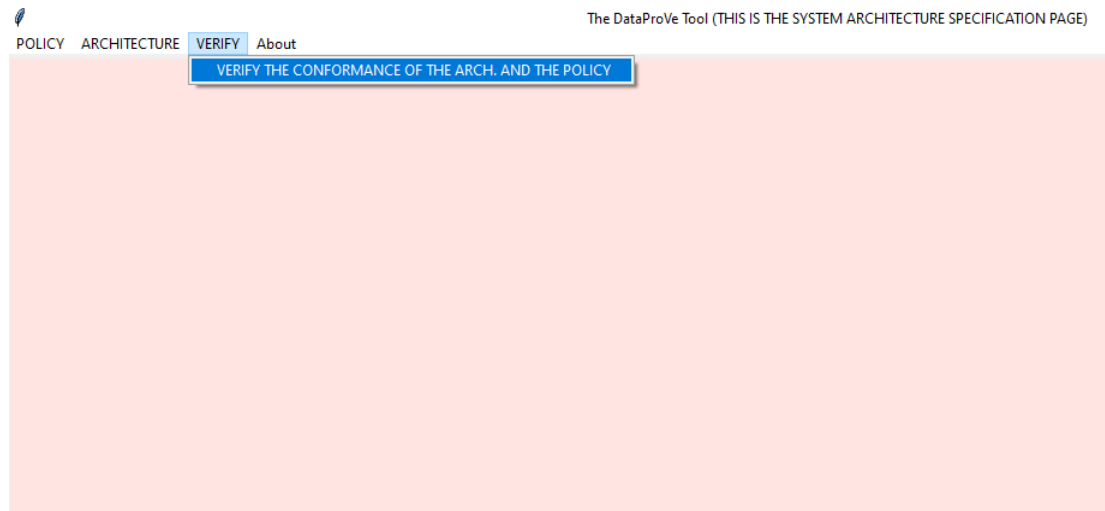 The DataProVe Tool (THIS IS THE SYSTEM ARCHITECTURE SPECIFICATION PAGE)
POLICY ARCHITECTURE VERIFY About
VERIFY THE CONFORMANCE OF THE ARCH. AND THE POLICY